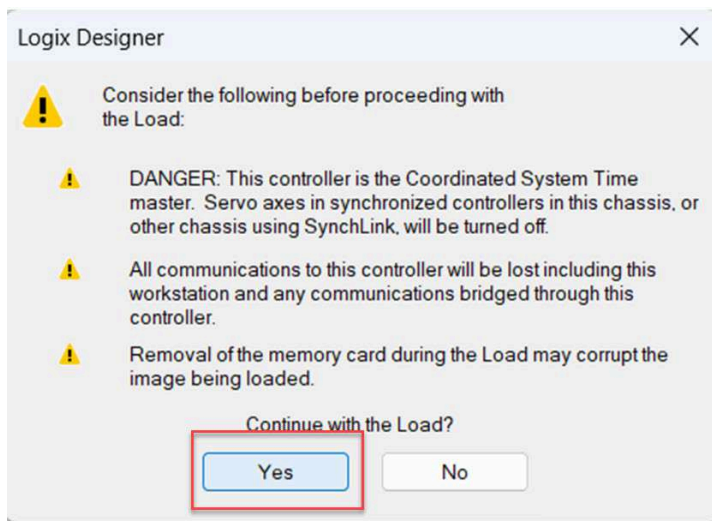 Logix Designer
Consider the following before proceeding with
the Load:
DANGER: This controller is the Coordinated System Time
master. Servo axes in synchronized controllers in this chassis, or
other chassis using SynchLink, will be turned off.
All communications to this controller will be lost including this
workstation and any communications bridged through this
controller.
Removal of the memory card during the Load may corrupt the
image being loaded.
Continue with the Load?
Yes No